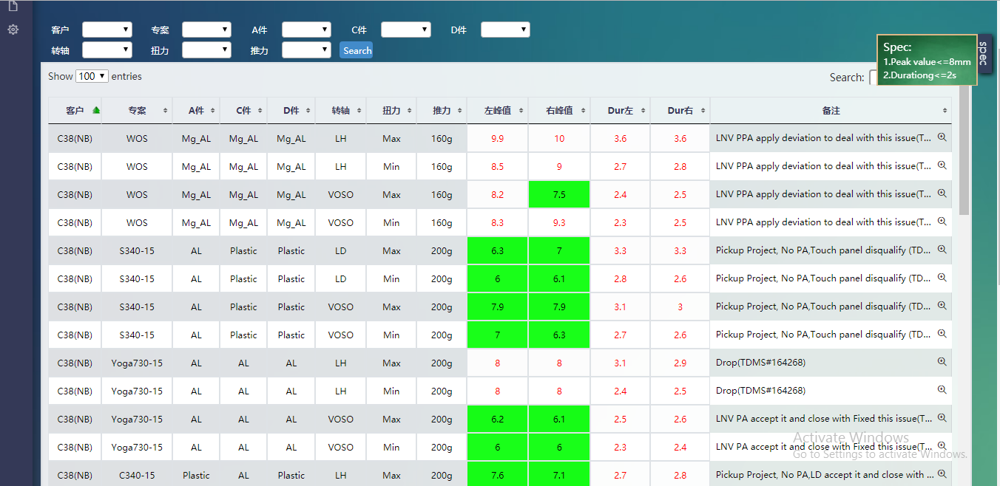 客户 专案 A件 C件 D件
转轴 扭力 推力 Search
Spec:
1.Peak value<=8mm
2.Durationg<=2s
spec
Show 100 entries
Search:
客户 专案 A件 C件 D件 转轴 扭力 推力 左峰值 右峰值 Dur左 Dur右 备注
C38(NB) WOS Mg_AL Mg_AL Mg_AL LH Max 160g 9.9 10 3.6 3.6 LNV PPA apply deviation to deal with this issue(T...
C38(NB) WOS Mg_AL Mg_AL Mg_AL LH Min 160g 8.5 9 2.7 2.8 LNV PPA apply deviation to deal with this issue(T...
C38(NB) WOS Mg_AL Mg_AL Mg_AL VOSO Max 160g 8.2 7.5 2.4 2.5 LNV PPA apply deviation to deal with this issue(T...
C38(NB) WOS Mg_AL Mg_AL Mg_AL VOSO Min 160g 8.3 9.3 2.3 2.5 LNV PPA apply deviation to deal with this issue(T...
C38(NB) S340-15 AL Plastic Plastic LD Max 200g 6.3 7 3.3 3.3 Pickup Project, No PA,Touch panel disqualify (TD...
C38(NB) S340-15 AL Plastic Plastic LD Min 200g 6 6.1 2.8 2.6 Pickup Project, No PA,Touch panel disqualify (TD...
C38(NB) S340-15 AL Plastic Plastic VOSO Max 200g 7.9 7.9 3.1 3 Pickup Project, No PA,Touch panel disqualify (TD...
C38(NB) S340-15 AL Plastic Plastic VOSO Min 200g 7 6.3 2.7 2.6 Pickup Project, No PA,Touch panel disqualify (TD...
C38(NB) Yoga730-15 AL AL AL LH Max 200g 8 8 3.1 2.9 Drop(TDMS#164268)
C38(NB) Yoga730-15 AL AL AL LH Min 200g 8 8 2.4 2.5 Drop(TDMS#164268)
C38(NB) Yoga730-15 AL AL AL VOSO Max 200g 6.2 6.1 2.5 2.6 LNV PA accept it and close with Fixed this issue(T...
C38(NB) Yoga730-15 AL AL AL VOSO Min 200g 6 6 2.3 2.4 LNV PA accept it and close with Fixed this issue(T...
C38(NB) C340-15 Plastic AL Plastic LH Max 200g 7.6 7.1 2.7 2.8 Pickup Project, No PA,LD accept it and close with ...
Activate Windows
Go to Settings to activate Windows.